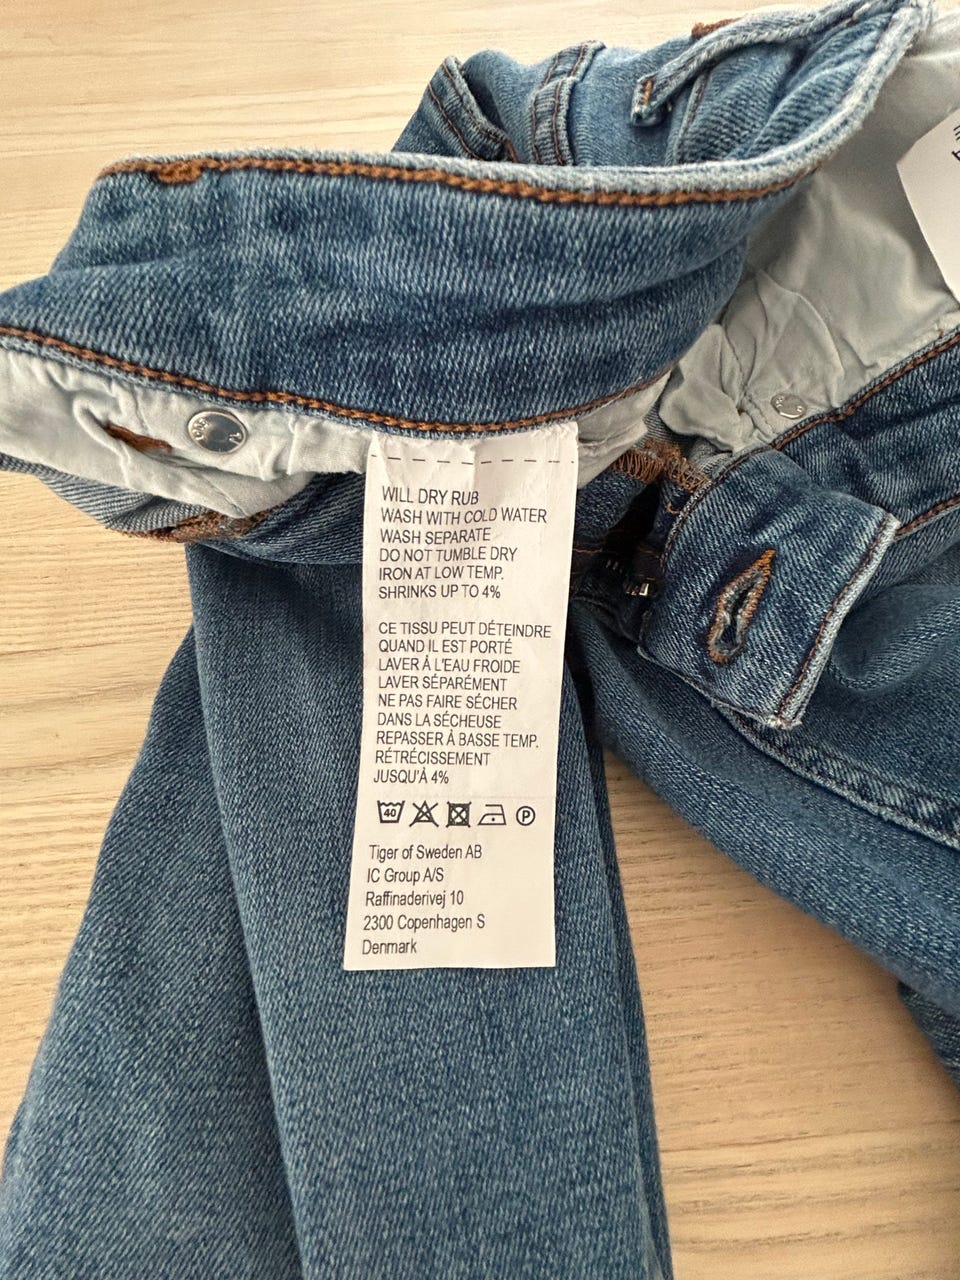 WILL DRY RUB
WASH WITH COLD WATER
WASH SEPARATE
DO NOT TUMBLE DRY
IRON AT LOW TEMP.
SHRINKS UP TO 4%
CE TISSU PEUT DÉTEINDRE
QUAND IL EST PORTÉ
LAVER À L'EAU FROIDE
LAVER SÉPARÉMENT
NE PAS FAIRE SÉCHER
DANS LA SÉCHEUSE
REPASSER À BASSE TEMP.
RÉTRÉCISSEMENT
JUSQU'À 4%
40 P
Tiger of Sweden AB
IC Group A/S
Raffinaderivej 10
2300 Copenhagen S
Denmark